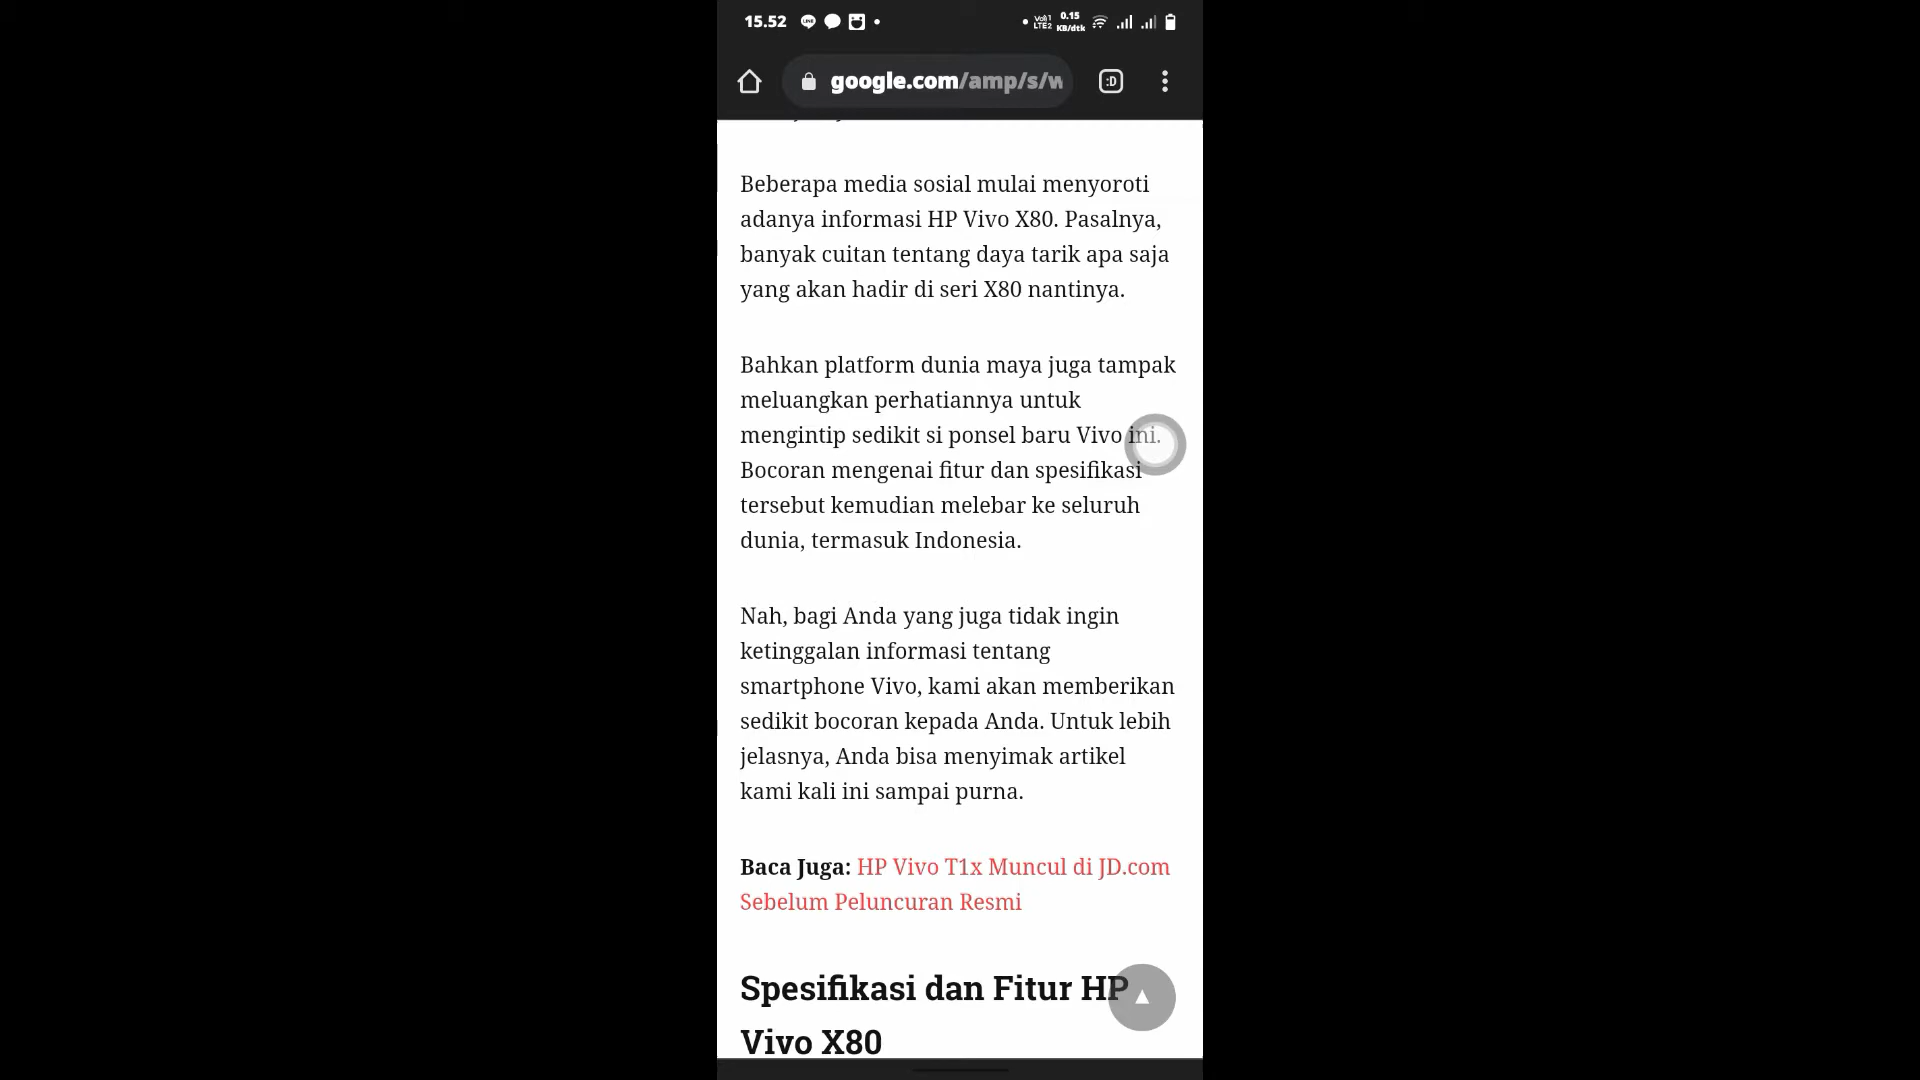 15.52
Vo)) 1
LTE2
0.15
KB/dtk
google.com/amp/s/w
:D
Beberapa media sosial mulai menyoroti
adanya informasi HP Vivo X80. Pasalnya,
banyak cuitan tentang daya tarik apa saja
yang akan hadir di seri X80 nantinya.
Bahkan platform dunia maya juga tampak
meluangkan perhatiannya untuk
mengintip sedikit si ponsel baru Vivo ini.
Bocoran mengenai fitur dan spesifikasi
tersebut kemudian melebar ke seluruh
dunia, termasuk Indonesia.
Nah, bagi Anda yang juga tidak ingin
ketinggalan informasi tentang
smartphone Vivo, kami akan memberikan
sedikit bocoran kepada Anda. Untuk lebih
jelasnya, Anda bisa menyimak artikel
kami kali ini sampai purna.
Baca Juga: HP Vivo T1x Muncul di JD.com
Sebelum Peluncuran Resmi
Spesifikasi dan Fitur HP
Vivo X80